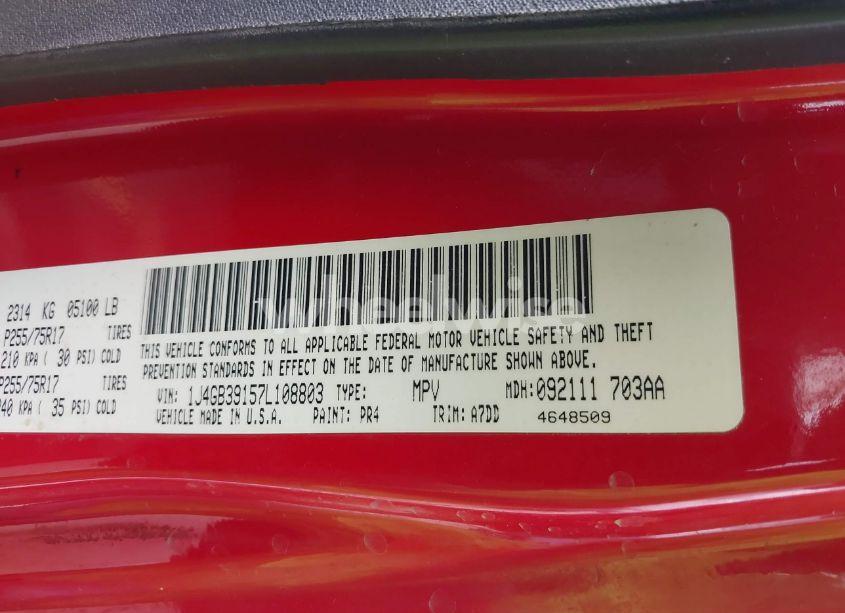 2314 KG 05100 LB
P255/75R17 TIRES
210 KPA ( 30 PSI) COLD
P255/75R17 TIRES
240 KPA ( 35 PSI) COLD
wheelwise
THIS VEHICLE CONFORMS TO ALL APPLICABLE FEDERAL MOTOR VEHICLE SAFETY AND THEFT
PREVENTION STANDARDS IN EFFECT ON THE DATE OF MANUFACTURE SHOWN ABOVE.
VIN: 1J4GB39157L108803 TYPE: MPV MDH:092111 703AA
VEHICLE MADE IN U.S.A. PAINT: PR4 TRIM: A7DD 4648509